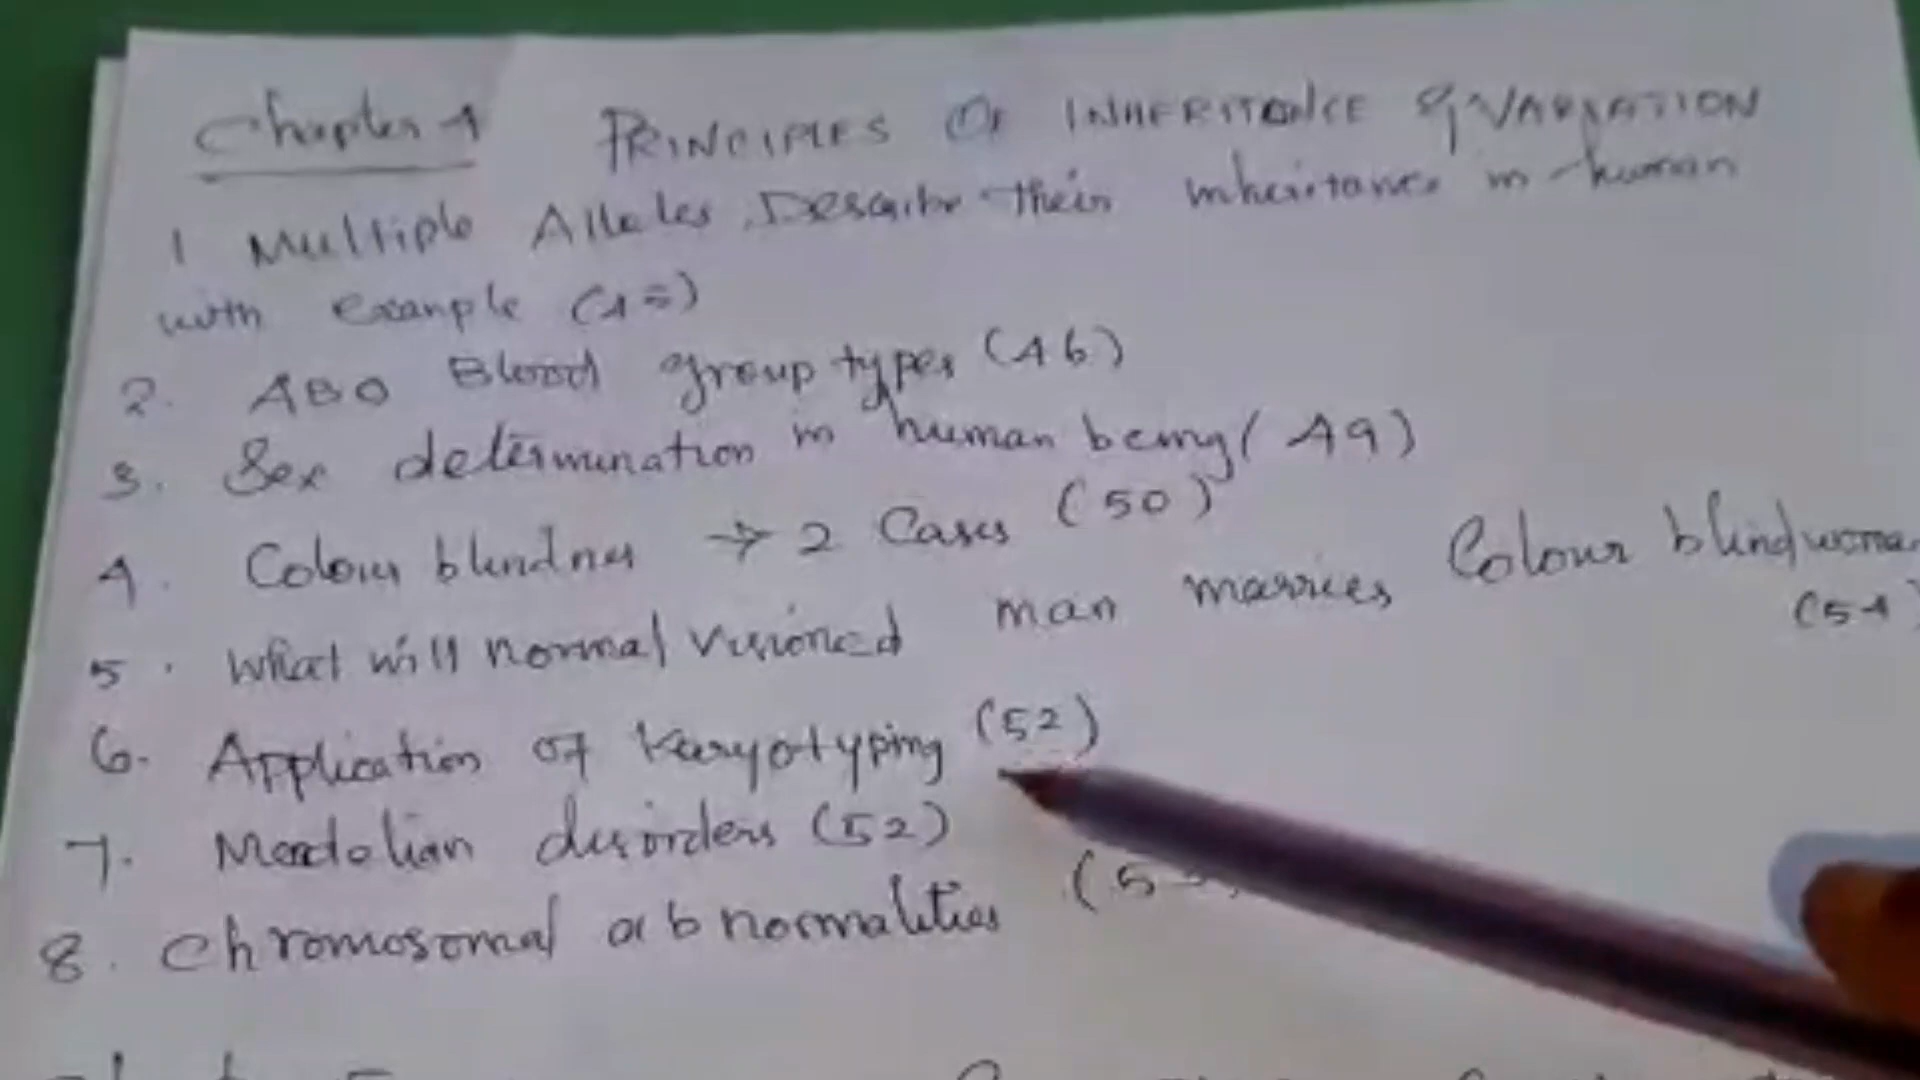 Chapter 4 PRINCIPLES OF INHERITANCE & VARIATION
1 Multiple Alleles, Describe their inheritance in human
with example (45)
2. ABO Blood group types (46)
3. Sex determination in human being (49)
4. Colour blindnes → 2 Cases (50)
5. What will normal visioned man marries Colour blind
(51)
6. Application of Karyotyping (52)
7. Mendelian disorders (52)
8. Chromosomal abnormalities